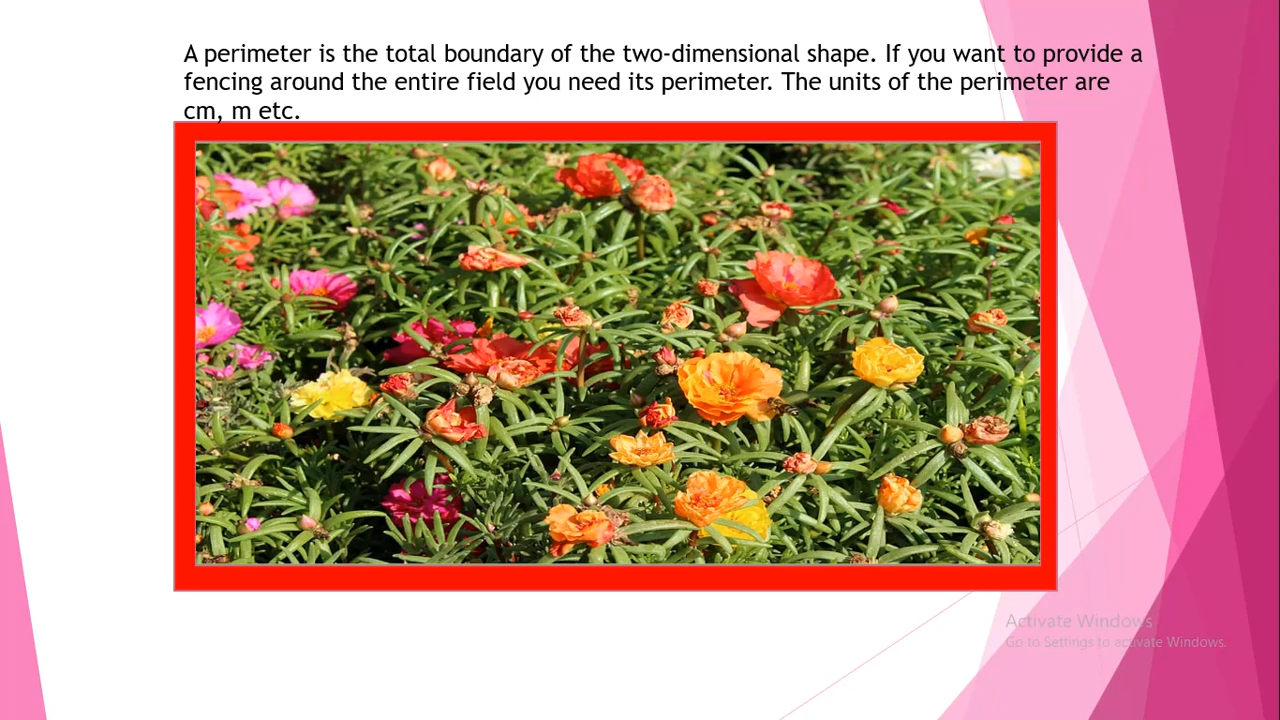 A perimeter is the total boundary of the two-dimensional shape. If you want to provide a
fencing around the entire field you need its perimeter. The units of the perimeter are
cm, m etc.
Activate Windows
Go to Settings to activate Windows.